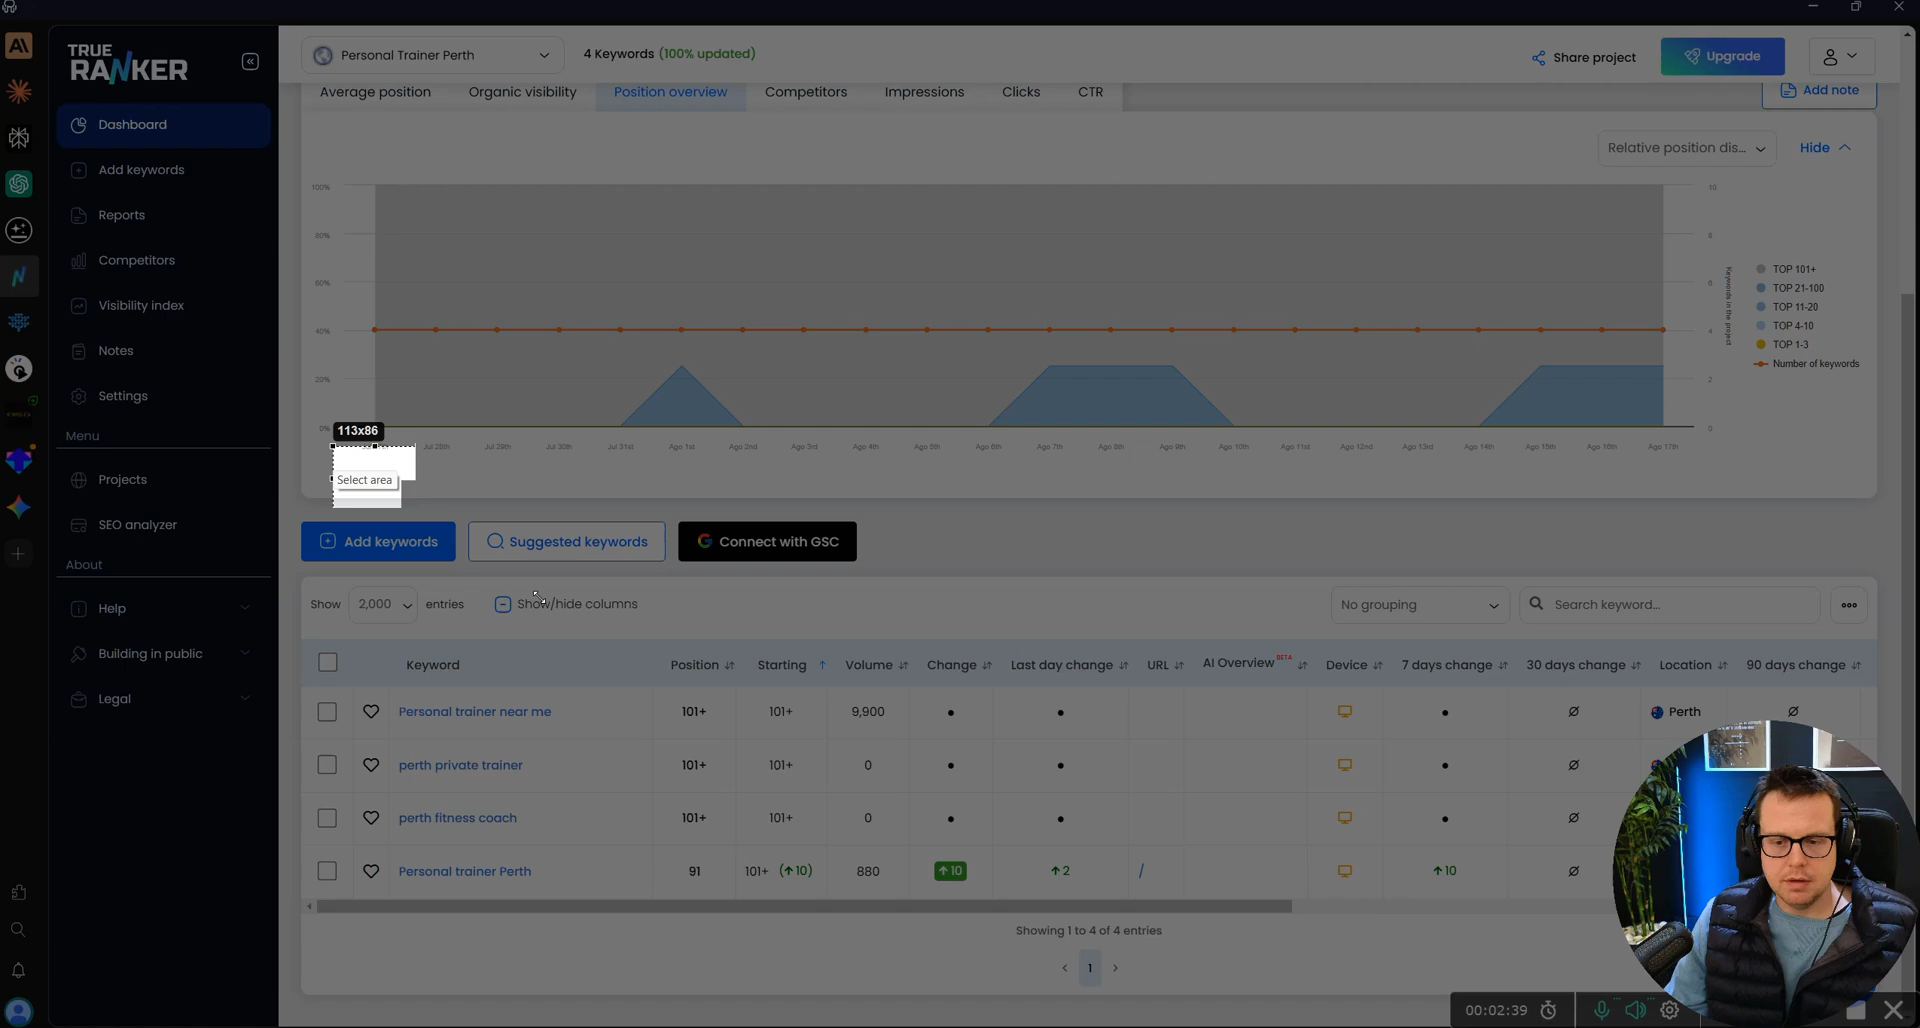 TRUE
RANKER
Personal Trainer Perth
4 Keywords (100% updated)
Share project
Upgrade
Average position
Organic visibility
Position overview
Competitors
Impressions
Clicks
CTR
Add note
Dashboard
Add keywords
Reports
Competitors
Visibility index
Notes
Settings
Menu
Projects
SEO analyzer
About
Help
Building in public
Legal
Relative position dis...
Hide
100%
80%
60%
40%
20%
0%
10
8
6
4
2
0
Keywords in the project
TOP 101+
TOP 21-100
TOP 11-20
TOP 4-10
TOP 1-3
Number of keywords
Jul 28th
Jul 29th
Jul 30th
Jul 31st
Ago 1st
Ago 2nd
Ago 3rd
Ago 4th
Ago 5th
Ago 6th
Ago 7th
Ago 8th
Ago 9th
Ago 10th
Ago 11st
Ago 12nd
Ago 13rd
Ago 14th
Ago 15th
Ago 16th
Ago 17th
113x86
Select area
Add keywords
Suggested keywords
Connect with GSC
Show 2,000 entries
Show/hide columns
No grouping
Search keyword...
Keyword Position Starting Volume Change Last day change URL AI Overview BETA Device 7 days change 30 days change Location 90 days change
Personal trainer near me 101+ 101+ 9,900 Perth
perth private trainer 101+ 101+ 0
perth fitness coach 101+ 101+ 0
Personal trainer Perth 91 101+ (↑10) 880 ↑10 ↑2 / ↑10
Showing 1 to 4 of 4 entries
1
00:02:39